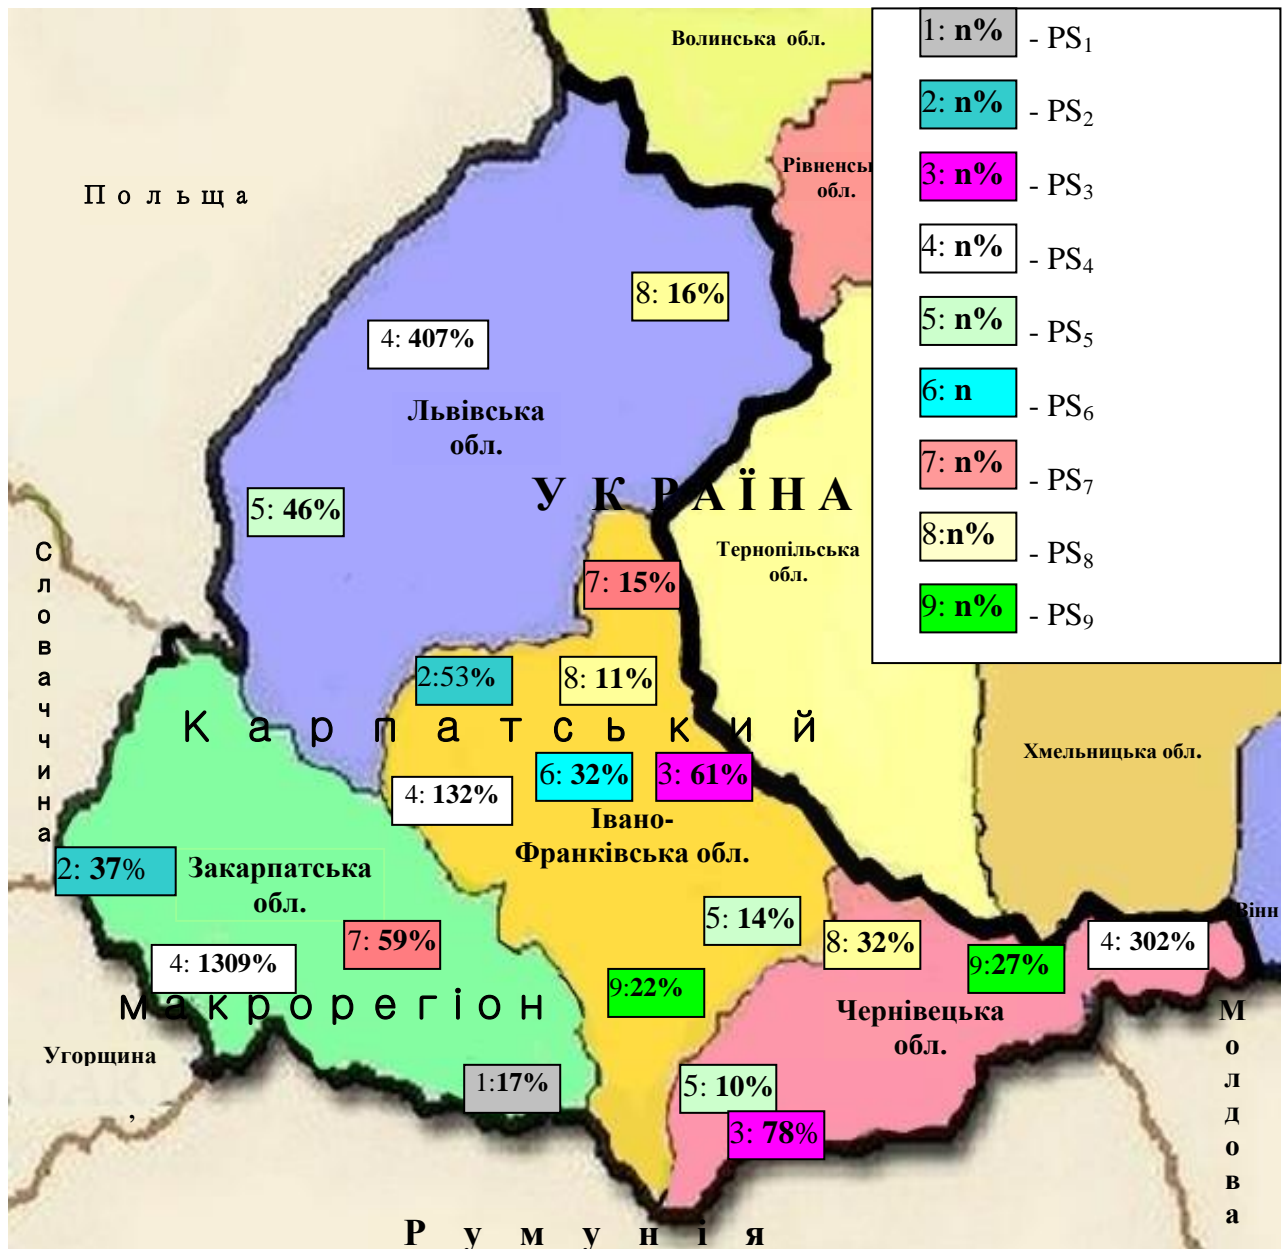 Волинська обл.
1: n% - PS1
2: n% - PS2
Рівненсь
обл.
3: n% - PS3
Польща
4: n% - PS4
8: 16%
4: 407%
5: n% - PS5
6: n - PS6
Львівська
обл.
7: n% - PS7
УКРАЇНА
5: 46%
8:n% - PS8
Словаччина
Тернопільська
обл.
7: 15%
9: n% - PS9
2:53%
8: 11%
Карпатський
Хмельницька обл.
6: 32%
3: 61%
4: 132%
Івано-
Франківська обл.
2: 37%
Закарпатська
обл.
5: 14%
Вінн
7: 59%
8: 32%
9:27%
4: 302%
4: 1309%
9:22%
макрорегіон
Чернівецька
обл.
Молдова
Угорщина
,
1:17%
5: 10%
3: 78%
Румунія